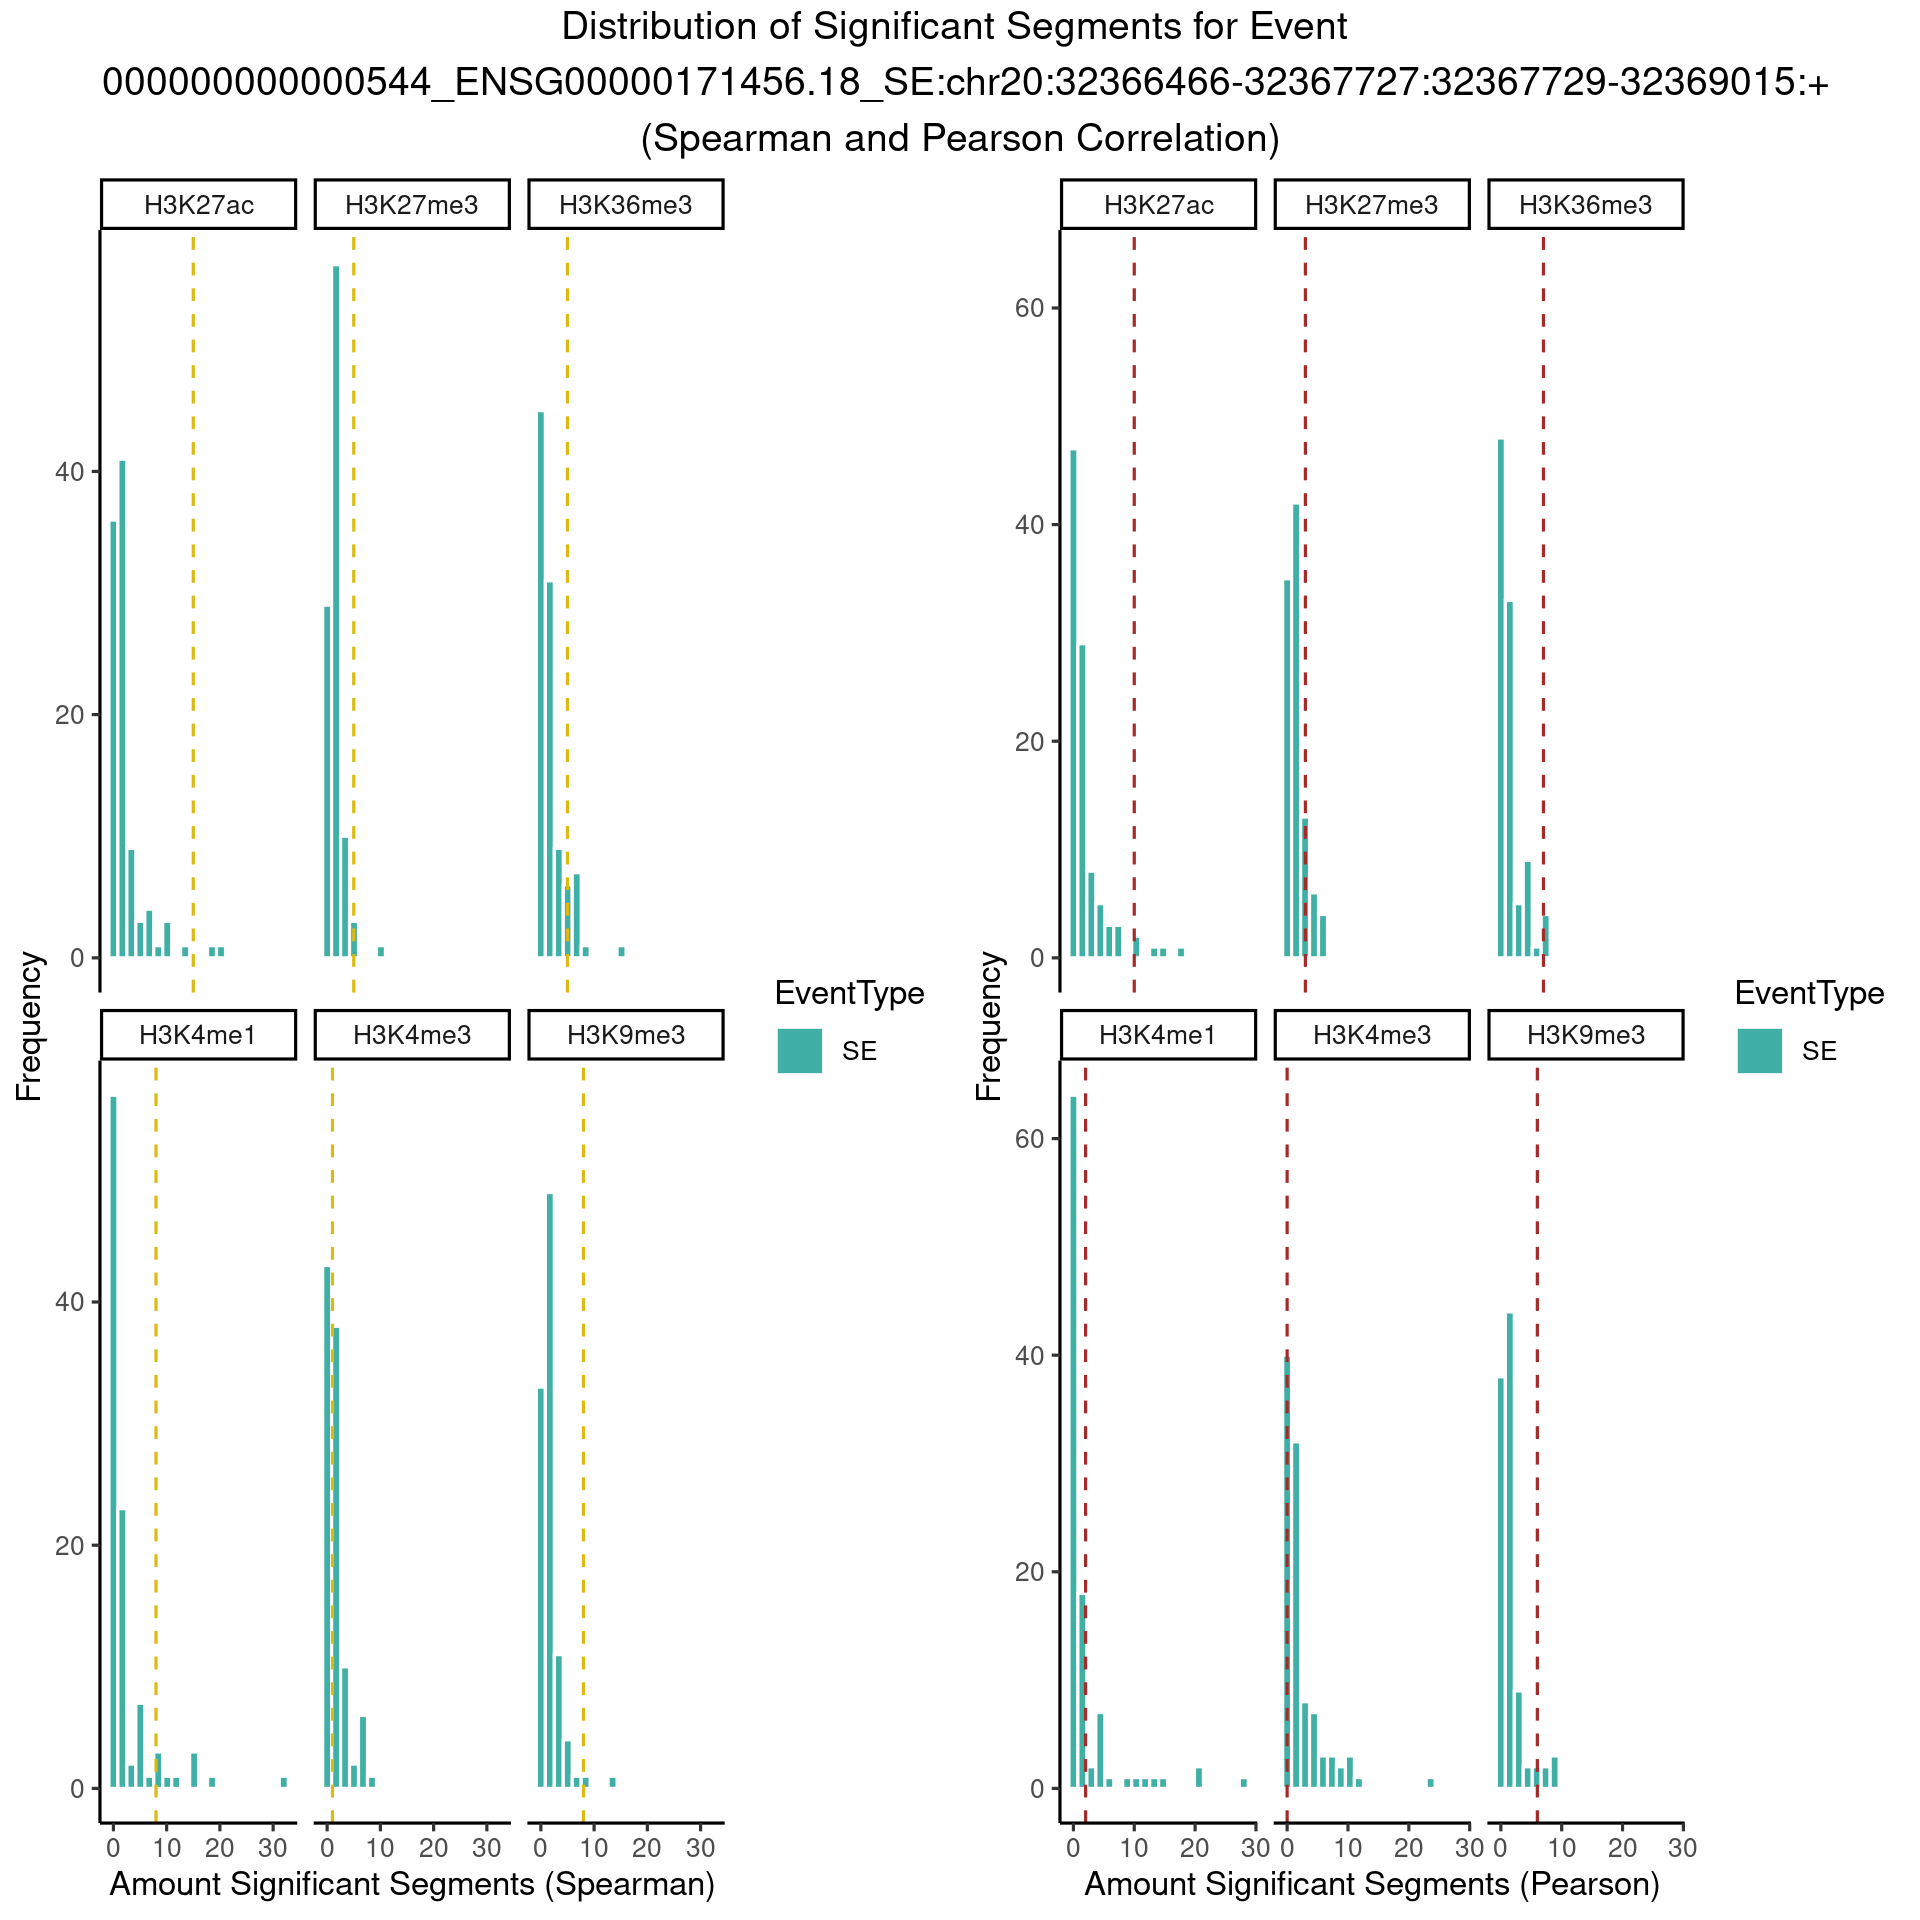 Distribution of Significant Segments for Event
000000000000544_ENSG00000171456.18_SE:chr20:32366466-32367727:32367729-32369015:+
(Spearman and Pearson Correlation)
H3K27ac H3K27me3 H3K36me3
40
20
0
H3K4me1 H3K4me3 H3K9me3
40
20
0
0 10 20 30 0 10 20 30 0 10 20 30
Amount Significant Segments (Spearman)
Frequency
EventType
SE
H3K27ac H3K27me3 H3K36me3
60
40
20
0
H3K4me1 H3K4me3 H3K9me3
60
40
20
0
0 10 20 30 0 10 20 30 0 10 20 30
Amount Significant Segments (Pearson)
Frequency
EventType
SE